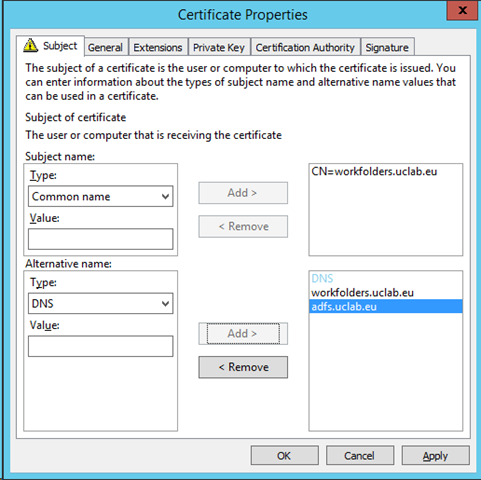 Certificate Properties
x
Subject
General
Extensions
Private Key
Certification Authority
Signature
The subject of a certificate is the user or computer to which the certificate is issued. You
can enter information about the types of subject name and alternative name values that
can be used in a certificate.
Subject of certificate
The user or computer that is receiving the certificate
Subject name:
Type:
Common name
Value:
Add >
< Remove
CN=workfolders.uclab.eu
Alternative name:
Type:
DNS
Value:
Add >
< Remove
DNS
workfolders.uclab.eu
adfs.uclab.eu
OK
Cancel
Apply